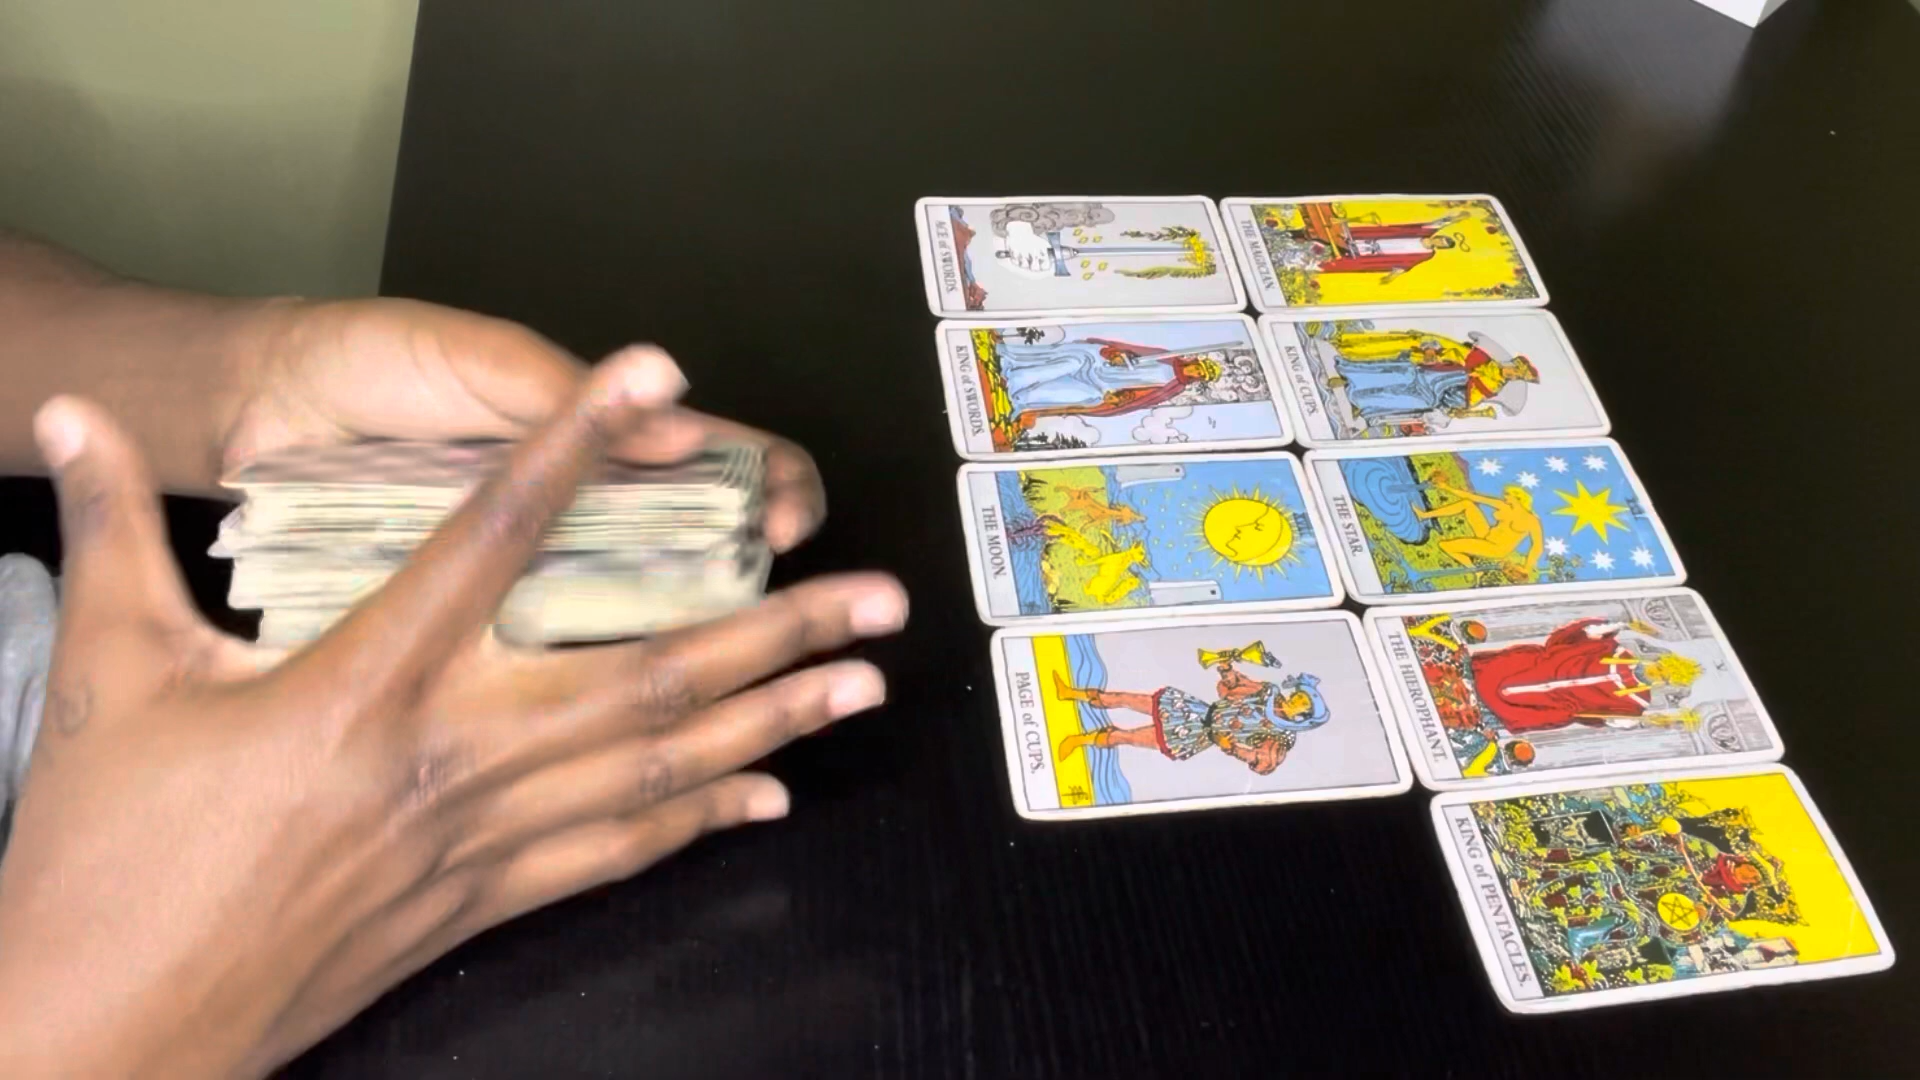 ACE of SWORDS.
THE MAGICIAN.
KING of SWORDS.
KING of CUPS.
THE MOON.
THE STAR.
PAGE of CUPS.
THE HIEROPHANT.
KING of PENTACLES.